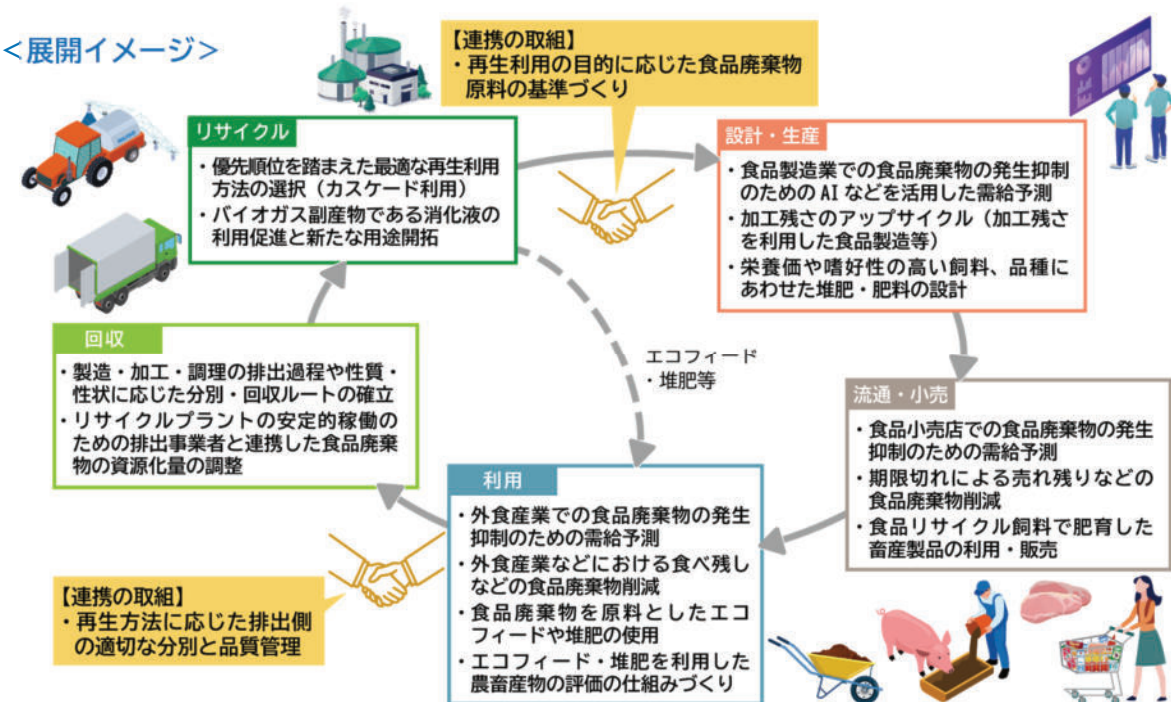 ＜展開イメージ＞
【連携の取組】
・再生利用の目的に応じた食品廃棄物
原料の基準づくり
リサイクル
・優先順位を踏まえた最適な再生利用
方法の選択（カスケード利用）
・バイオガス副産物である消化液の
利用促進と新たな用途開拓
設計・生産
・食品製造業での食品廃棄物の発生抑制
のための AI などを活用した需給予測
・加工残さのアップサイクル（加工残さ
を利用した食品製造等）
・栄養価や嗜好性の高い飼料、品種に
あわせた堆肥・肥料の設計
回収
・製造・加工・調理の排出過程や性質・
性状に応じた分別・回収ルートの確立
・リサイクルプラントの安定的稼働の
ための排出事業者と連携した食品廃棄
物の資源化量の調整
エコフィード
・堆肥等
流通・小売
・食品小売店での食品廃棄物の発生
抑制のための需給予測
・期限切れによる売れ残りなどの
食品廃棄物削減
・食品リサイクル飼料で肥育した
畜産製品の利用・販売
利用
・外食産業での食品廃棄物の発生
抑制のための需給予測
・外食産業などにおける食べ残し
などの食品廃棄物削減
・食品廃棄物を原料としたエコ
フィードや堆肥の使用
・エコフィード・堆肥を利用した
農畜産物の評価の仕組みづくり
【連携の取組】
・再生方法に応じた排出側
の適切な分別と品質管理